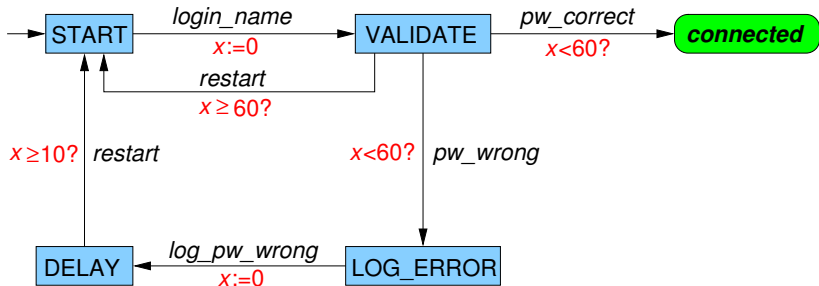 login_name
pw_correct
START
VALIDATE
connected
x:=0
x<60?
restart
x≥60?
x≥10? restart
x<60? pw_wrong
log_pw_wrong
DELAY
LOG_ERROR
x:=0